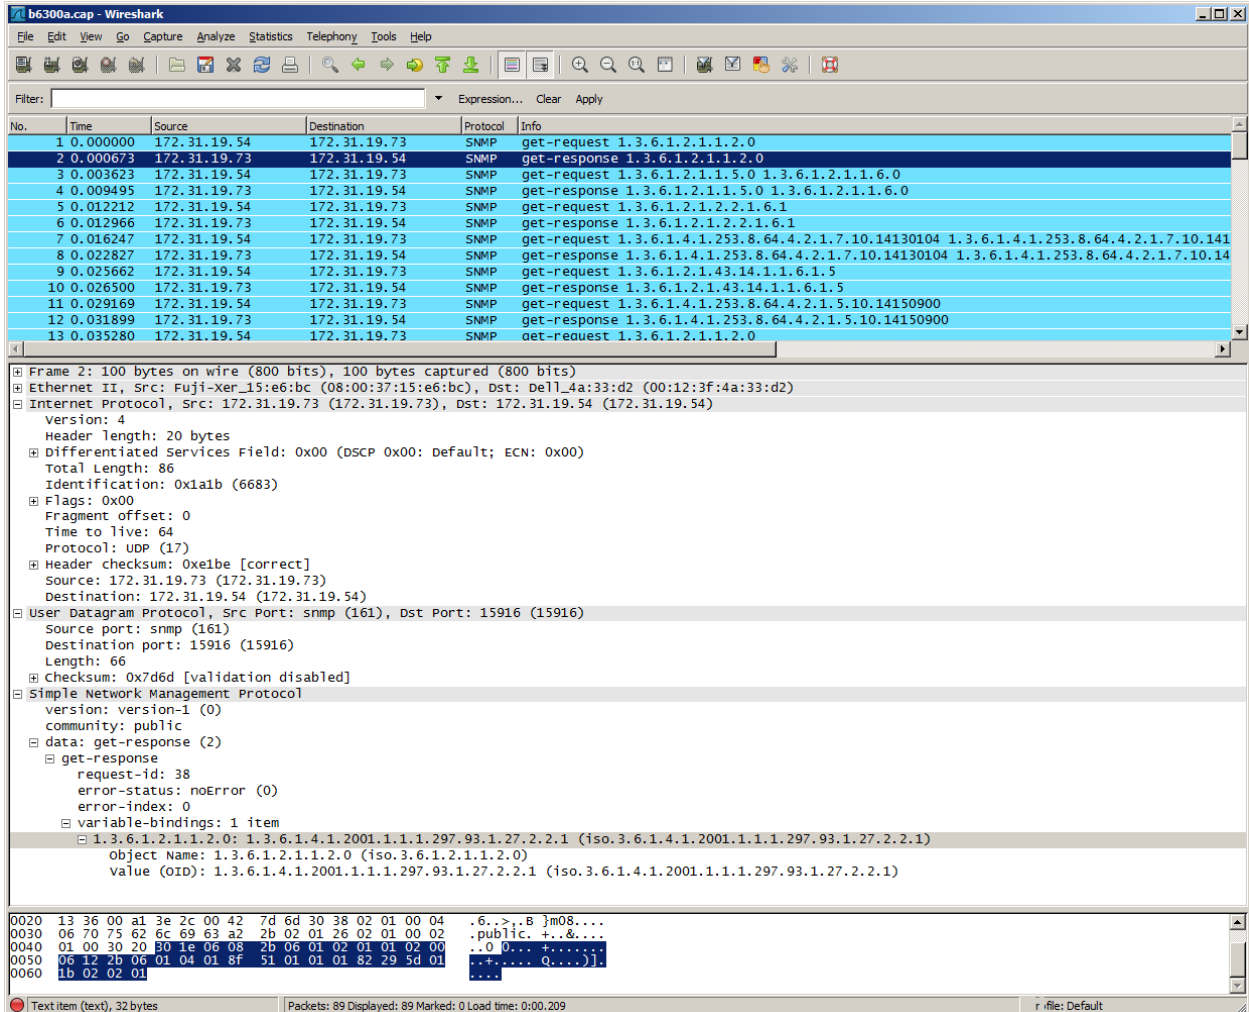 b6300a.cap - Wireshark
File Edit View Go Capture Analyze Statistics Telephony Tools Help
Filter: Expression... Clear Apply
No. Time Source Destination Protocol Info
1 0.000000 172.31.19.54 172.31.19.73 SNMP get-request 1.3.6.1.2.1.1.2.0
2 0.000673 172.31.19.73 172.31.19.54 SNMP get-response 1.3.6.1.2.1.1.2.0
3 0.003623 172.31.19.54 172.31.19.73 SNMP get-request 1.3.6.1.2.1.1.5.0 1.3.6.1.2.1.1.6.0
4 0.009495 172.31.19.73 172.31.19.54 SNMP get-response 1.3.6.1.2.1.1.5.0 1.3.6.1.2.1.1.6.0
5 0.012212 172.31.19.54 172.31.19.73 SNMP get-request 1.3.6.1.2.1.2.2.1.6.1
6 0.012966 172.31.19.73 172.31.19.54 SNMP get-response 1.3.6.1.2.1.2.2.1.6.1
7 0.016247 172.31.19.54 172.31.19.73 SNMP get-request 1.3.6.1.4.1.253.8.64.4.2.1.7.10.14130104 1.3.6.1.4.1.253.8.64.4.2.1.7.10.141
8 0.022827 172.31.19.73 172.31.19.54 SNMP get-response 1.3.6.1.4.1.253.8.64.4.2.1.7.10.14130104 1.3.6.1.4.1.253.8.64.4.2.1.7.10.14
9 0.025662 172.31.19.54 172.31.19.73 SNMP get-request 1.3.6.1.2.1.43.14.1.1.6.1.5
10 0.026500 172.31.19.73 172.31.19.54 SNMP get-response 1.3.6.1.2.1.43.14.1.1.6.1.5
11 0.029169 172.31.19.54 172.31.19.73 SNMP get-request 1.3.6.1.4.1.253.8.64.4.2.1.5.10.14150900
12 0.031899 172.31.19.73 172.31.19.54 SNMP get-response 1.3.6.1.4.1.253.8.64.4.2.1.5.10.14150900
13 0.035280 172.31.19.54 172.31.19.73 SNMP get-request 1.3.6.1.2.1.1.2.0
Frame 2: 100 bytes on wire (800 bits), 100 bytes captured (800 bits)
Ethernet II, Src: Fuji-Xer_15:e6:bc (08:00:37:15:e6:bc), Dst: Dell_4a:33:d2 (00:12:3f:4a:33:d2)
Internet Protocol, Src: 172.31.19.73 (172.31.19.73), Dst: 172.31.19.54 (172.31.19.54)
Version: 4
Header length: 20 bytes
Differentiated Services Field: 0x00 (DSCP 0x00: Default; ECN: 0x00)
Total Length: 86
Identification: 0x1a1b (6683)
Flags: 0x00
Fragment offset: 0
Time to live: 64
Protocol: UDP (17)
Header checksum: 0xe1be [correct]
Source: 172.31.19.73 (172.31.19.73)
Destination: 172.31.19.54 (172.31.19.54)
User Datagram Protocol, Src Port: snmp (161), Dst Port: 15916 (15916)
Source port: snmp (161)
Destination port: 15916 (15916)
Length: 66
Checksum: 0x7d6d [validation disabled]
Simple Network Management Protocol
version: version-1 (0)
community: public
data: get-response (2)
get-response
request-id: 38
error-status: noError (0)
error-index: 0
variable-bindings: 1 item
1.3.6.1.2.1.1.2.0: 1.3.6.1.4.1.2001.1.1.1.297.93.1.27.2.2.1 (iso.3.6.1.4.1.2001.1.1.1.297.93.1.27.2.2.1)
Object Name: 1.3.6.1.2.1.1.2.0 (iso.3.6.1.2.1.1.2.0)
Value (OID): 1.3.6.1.4.1.2001.1.1.1.297.93.1.27.2.2.1 (iso.3.6.1.4.1.2001.1.1.1.297.93.1.27.2.2.1)
0020 13 36 00 a1 3e 2c 00 42 7d 6d 30 38 02 01 00 04 .6..>,.B }m08....
0030 06 70 75 62 6c 69 63 a2 2b 02 01 26 02 01 00 02 .public. +..&....
0040 01 00 30 20 30 1e 06 08 2b 06 01 02 01 01 02 00 ..0 0... +.......
0050 06 12 2b 06 01 04 01 8f 51 01 01 01 82 29 5d 01 ..+..... Q....)].
0060 1b 02 02 01 ....
Text item (text), 32 bytes Packets: 89 Displayed: 89 Marked: 0 Load time: 0:00.209 r file: Default